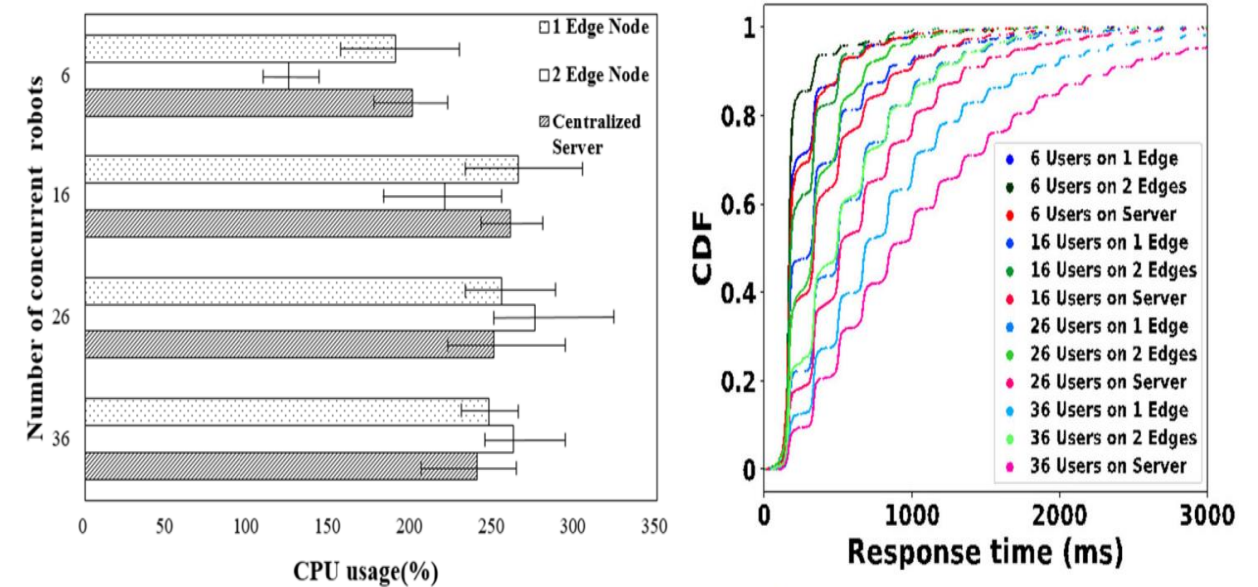 1 Edge Node
2 Edge Node
Centralized
Server
Number of concurrent robots
6
16
26
36
0 50 100 150 200 250 300 350
CPU usage(%)
CDF
1
0.8
0.6
0.4
0.2
0
6 Users on 1 Edge
6 Users on 2 Edges
6 Users on Server
16 Users on 1 Edge
16 Users on 2 Edges
16 Users on Server
26 Users on 1 Edge
26 Users on 2 Edges
26 Users on Server
36 Users on 1 Edge
36 Users on 2 Edges
36 Users on Server
0 1000 2000 3000
Response time (ms)